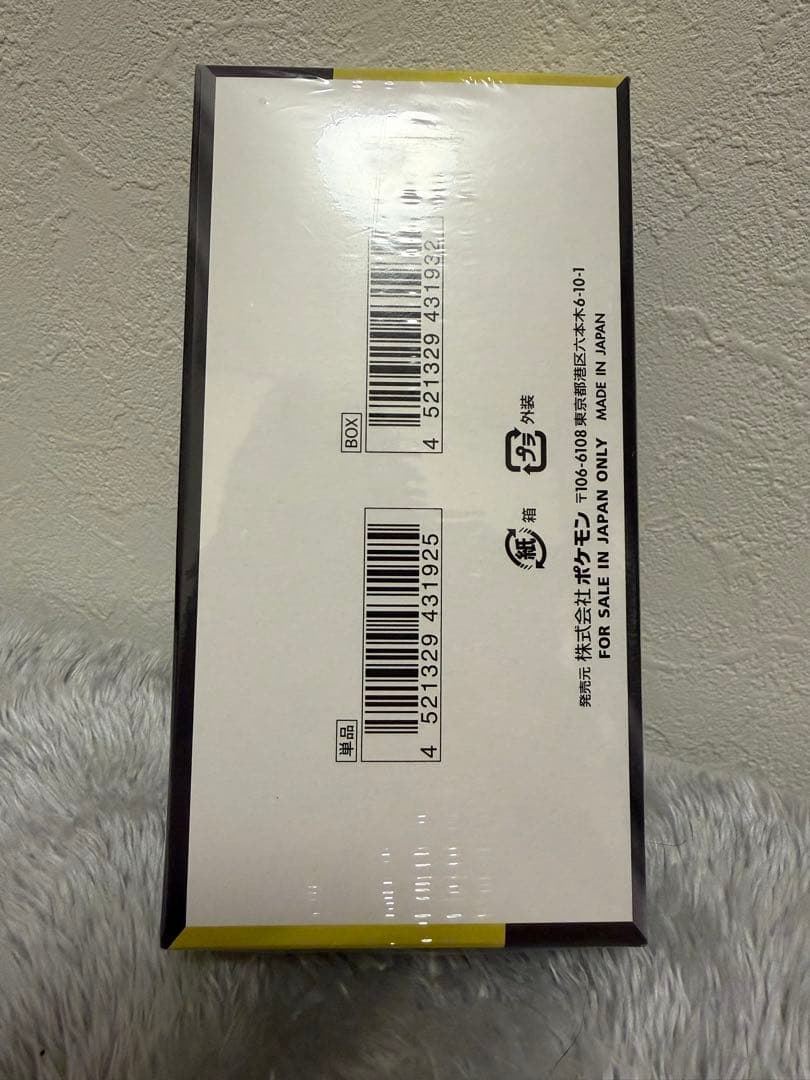 単品
4 521329 431925
BOX
4 521329 431932
紙 箱
プラ 外装
発売元 株式会社ポケモン 〒106-6108 東京都港区六本木6-10-1
FOR SALE IN JAPAN ONLY MADE IN JAPAN